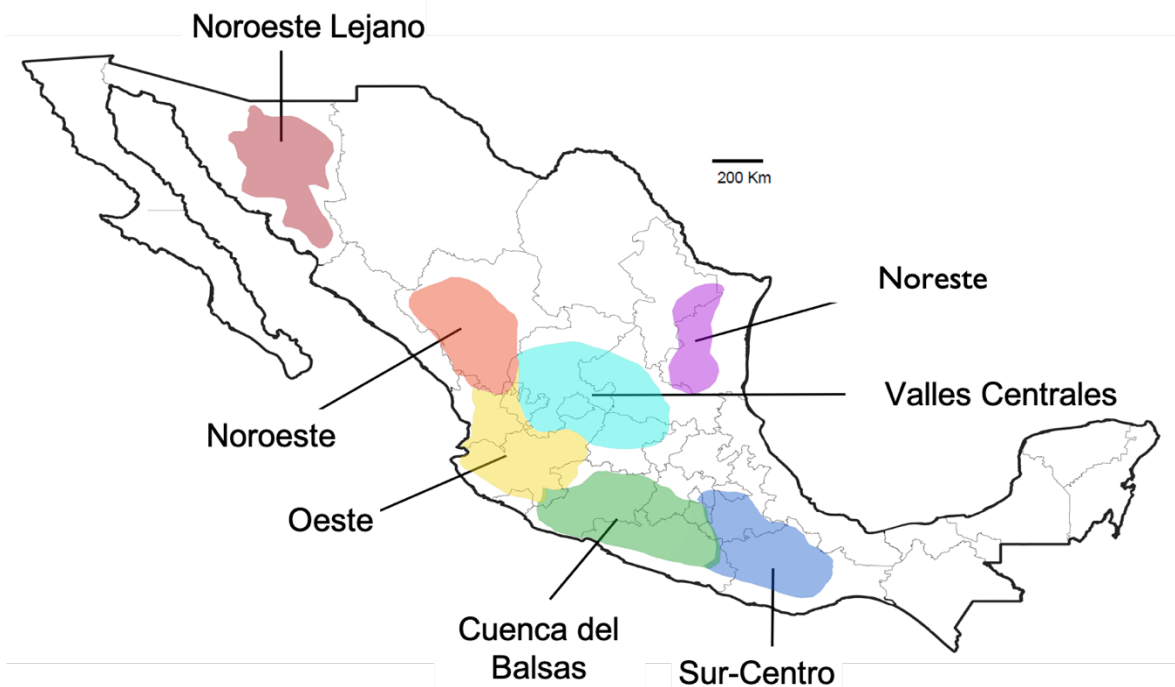 Noroeste Lejano
200 Km
Noreste
Valles Centrales
Noroeste
Oeste
Cuenca del
Balsas
Sur-Centro